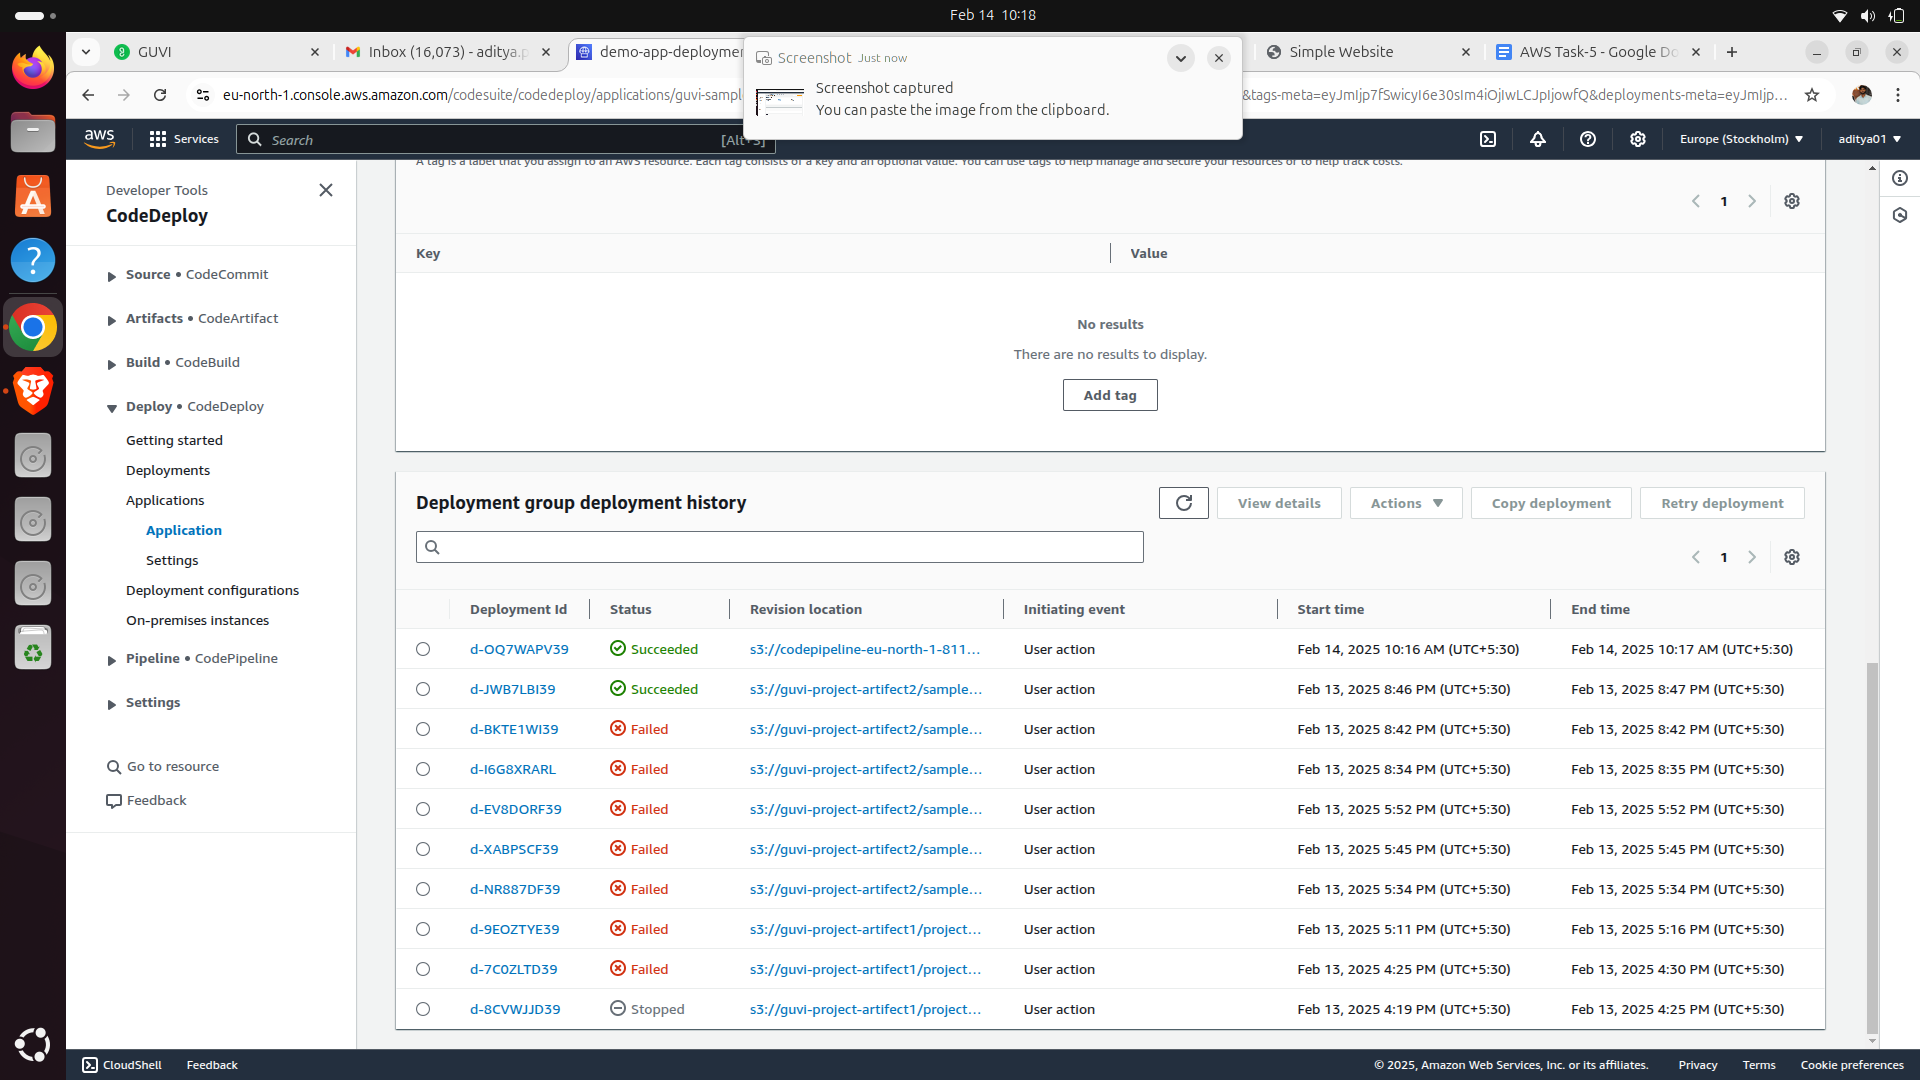 Feb 14 10:18
GUVI
Inbox (16,073) - aditya.p
demo-app-deploymen
Simple Website
AWS Task-5 - Google Do
Screenshot Just now
Screenshot captured
You can paste the image from the clipboard.
eu-north-1.console.aws.amazon.com/codesuite/codedeploy/applications/guvi-sampl
&tags-meta=eyJmIjp7fSwicyI6e30sIm4iOjIwLCJpIjowfQ&deployments-meta=eyJmIjp...
aws
Services
Search
[Alt+S]
Europe (Stockholm)
aditya01
Developer Tools
CodeDeploy
Source • CodeCommit
Artifacts • CodeArtifact
Build • CodeBuild
Deploy • CodeDeploy
Getting started
Deployments
Applications
Application
Settings
Deployment configurations
On-premises instances
Pipeline • CodePipeline
Settings
Go to resource
Feedback
A tag is a label that you assign to an AWS resource. Each tag consists of a key and an optional value. You can use tags to help manage and secure your resources or to help track costs.
1
Key Value
No results
There are no results to display.
Add tag
Deployment group deployment history
View details
Actions
Copy deployment
Retry deployment
1
Deployment Id Status Revision location Initiating event Start time End time
d-OQ7WAPV39 Succeeded s3://codepipeline-eu-north-1-811... User action Feb 14, 2025 10:16 AM (UTC+5:30) Feb 14, 2025 10:17 AM (UTC+5:30)
d-JWB7LBI39 Succeeded s3://guvi-project-artifect2/sample... User action Feb 13, 2025 8:46 PM (UTC+5:30) Feb 13, 2025 8:47 PM (UTC+5:30)
d-BKTE1WI39 Failed s3://guvi-project-artifect2/sample... User action Feb 13, 2025 8:42 PM (UTC+5:30) Feb 13, 2025 8:42 PM (UTC+5:30)
d-I6G8XRARL Failed s3://guvi-project-artifect2/sample... User action Feb 13, 2025 8:34 PM (UTC+5:30) Feb 13, 2025 8:35 PM (UTC+5:30)
d-EV8DORF39 Failed s3://guvi-project-artifect2/sample... User action Feb 13, 2025 5:52 PM (UTC+5:30) Feb 13, 2025 5:52 PM (UTC+5:30)
d-XABPSCF39 Failed s3://guvi-project-artifect2/sample... User action Feb 13, 2025 5:45 PM (UTC+5:30) Feb 13, 2025 5:45 PM (UTC+5:30)
d-NR887DF39 Failed s3://guvi-project-artifect2/sample... User action Feb 13, 2025 5:34 PM (UTC+5:30) Feb 13, 2025 5:34 PM (UTC+5:30)
d-9EOZTYE39 Failed s3://guvi-project-artifect1/project... User action Feb 13, 2025 5:11 PM (UTC+5:30) Feb 13, 2025 5:16 PM (UTC+5:30)
d-7C0ZLTD39 Failed s3://guvi-project-artifect1/project... User action Feb 13, 2025 4:25 PM (UTC+5:30) Feb 13, 2025 4:30 PM (UTC+5:30)
d-8CVWJJD39 Stopped s3://guvi-project-artifect1/project... User action Feb 13, 2025 4:19 PM (UTC+5:30) Feb 13, 2025 4:25 PM (UTC+5:30)
CloudShell
Feedback
© 2025, Amazon Web Services, Inc. or its affiliates.
Privacy
Terms
Cookie preferences